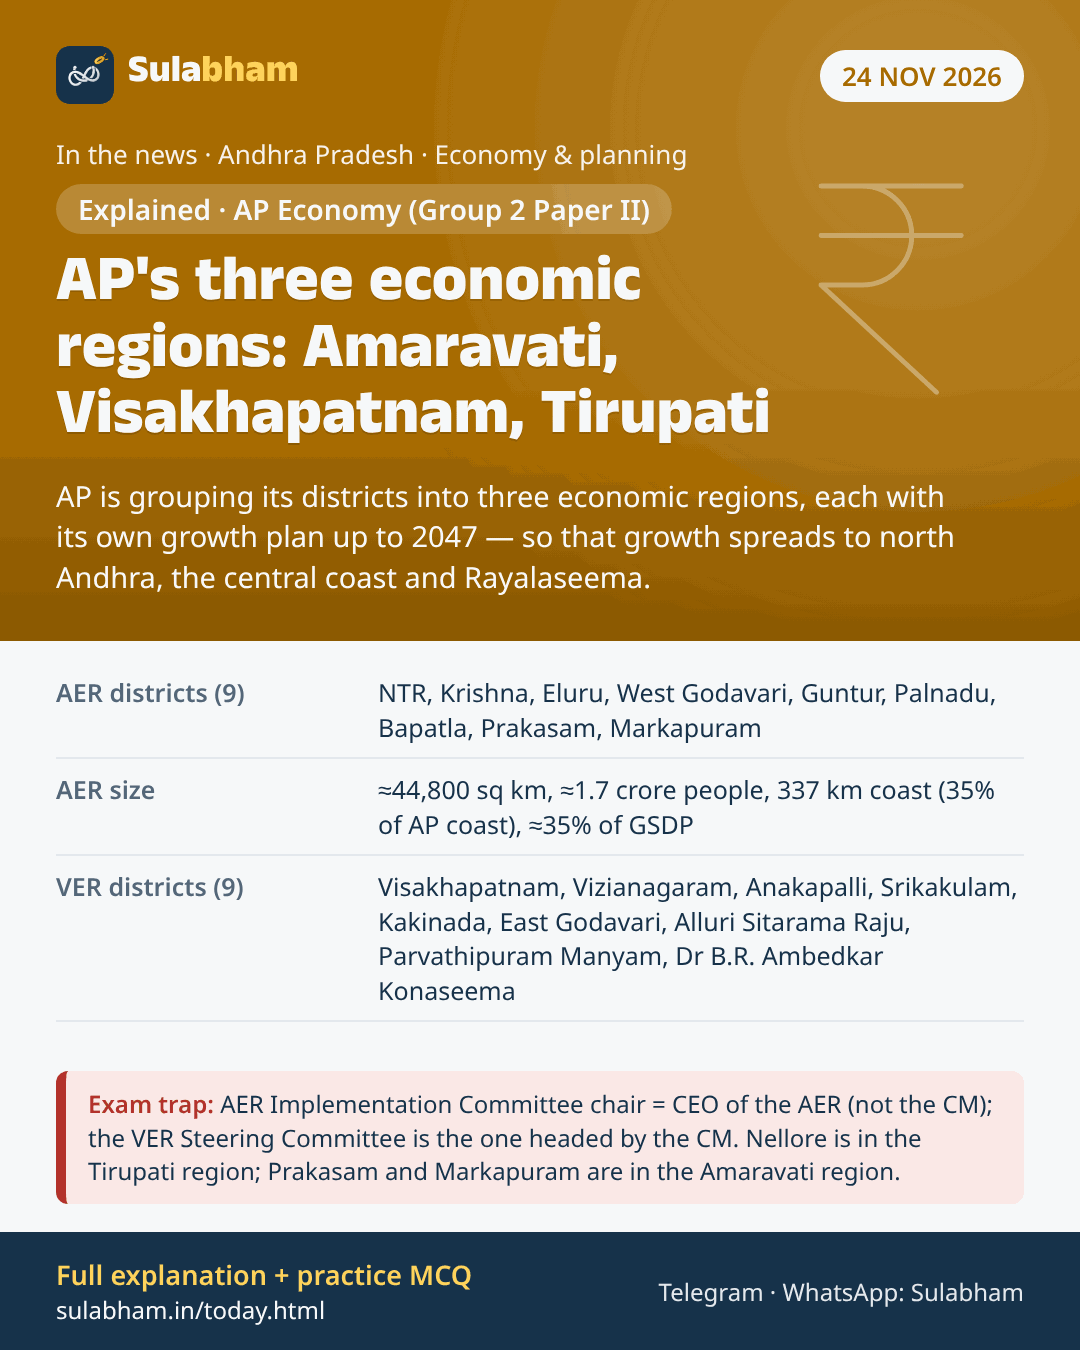 Sulabham
24 NOV 2026
In the news · Andhra Pradesh · Economy & planning
Explained · AP Economy (Group 2 Paper II)
AP's three economic
regions: Amaravati,
Visakhapatnam, Tirupati
AP is grouping its districts into three economic regions, each with
its own growth plan up to 2047 — so that growth spreads to north
Andhra, the central coast and Rayalaseema.
AER districts (9)
NTR, Krishna, Eluru, West Godavari, Guntur, Palnadu,
Bapatla, Prakasam, Markapuram
AER size
≈44,800 sq km, ≈1.7 crore people, 337 km coast (35%
of AP coast), ≈35% of GSDP
VER districts (9)
Visakhapatnam, Vizianagaram, Anakapalli, Srikakulam,
Kakinada, East Godavari, Alluri Sitarama Raju,
Parvathipuram Manyam, Dr B.R. Ambedkar
Konaseema
Exam trap: AER Implementation Committee chair = CEO of the AER (not the CM);
the VER Steering Committee is the one headed by the CM. Nellore is in the
Tirupati region; Prakasam and Markapuram are in the Amaravati region.
Full explanation + practice MCQ
sulabham.in/today.html
Telegram · WhatsApp: Sulabham